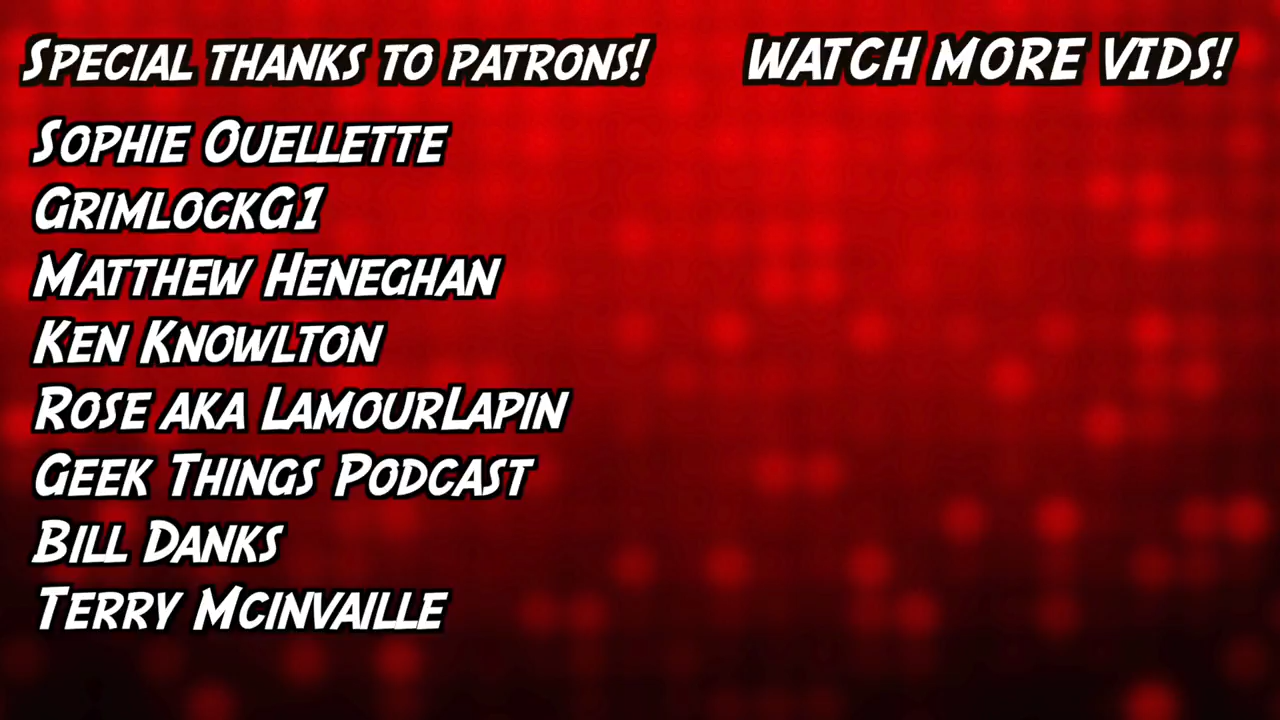 Special thanks to patrons!
WATCH MORE VIDS!
Sophie Ouellette
GrimlockG1
Matthew Heneghan
Ken Knowlton
Rose aka LamourLapin
Geek Things Podcast
Bill Danks
Terry Mcinvaille